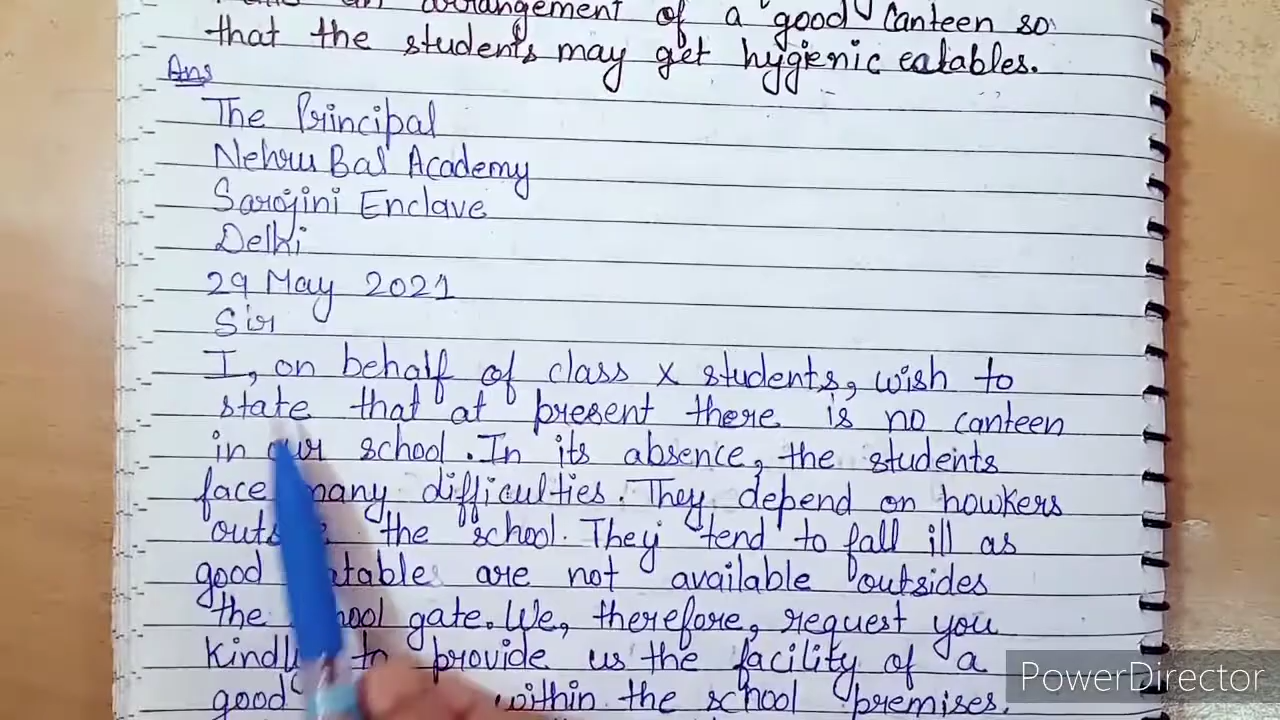 arrangement of a good Canteen so
that the students may get hygienic eatables.
Ans
The Principal
Nehru Bal Academy
Sarojini Enclave
Delhi
29 May 2021
Sir
I, on behalf of class X students, wish to
state that at present there is no canteen
in our school. In its absence, the students
face many difficulties. They depend on howkers
the school. They tend to fall ill as
good are not available outsides
the gate. We, therefore, request you
kindly to provide us the facility of a
good within the school premises.
PowerDirector